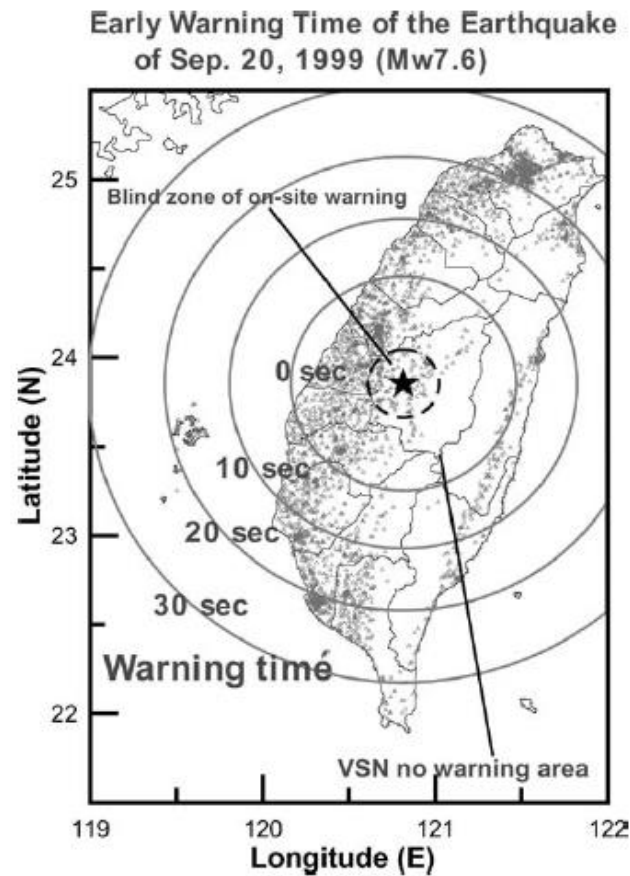 Early Warning Time of the Earthquake
of Sep. 20, 1999 (Mw7.6)
25
Blind zone of on-site warning
24
0 sec
10 sec
23
20 sec
30 sec
Warning time
22
VSN no warning area
119
120
121
122
Latitude (N)
Longitude (E)